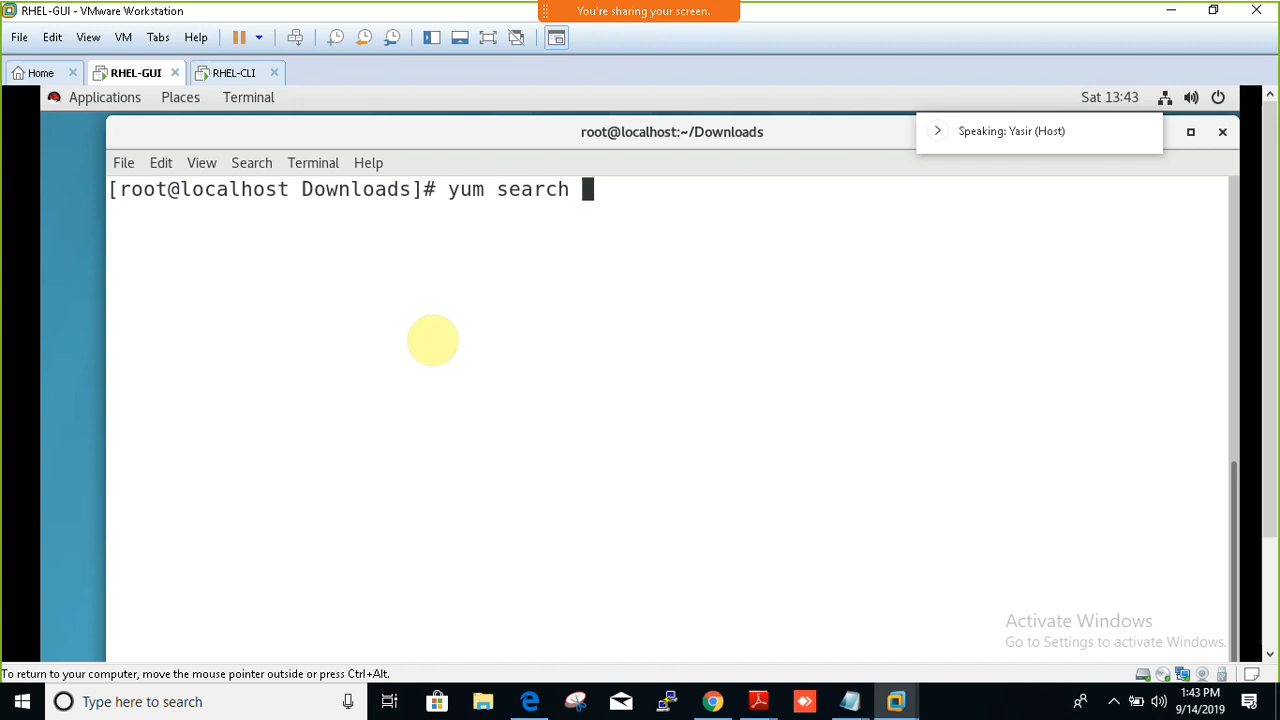 RHEL-GUI - VMware Workstation
You're sharing your screen.
File Edit View VM Tabs Help
Home RHEL-GUI RHEL-CLI
Applications Places Terminal Sat 13:43
root@localhost:~/Downloads
Speaking: Yasir (Host)
File Edit View Search Terminal Help
[root@localhost Downloads]# yum search
Activate Windows
Go to Settings to activate Windows.
To return to your computer, move the mouse pointer outside or press Ctrl+Alt.
Type here to search
1:43 PM
9/14/2019